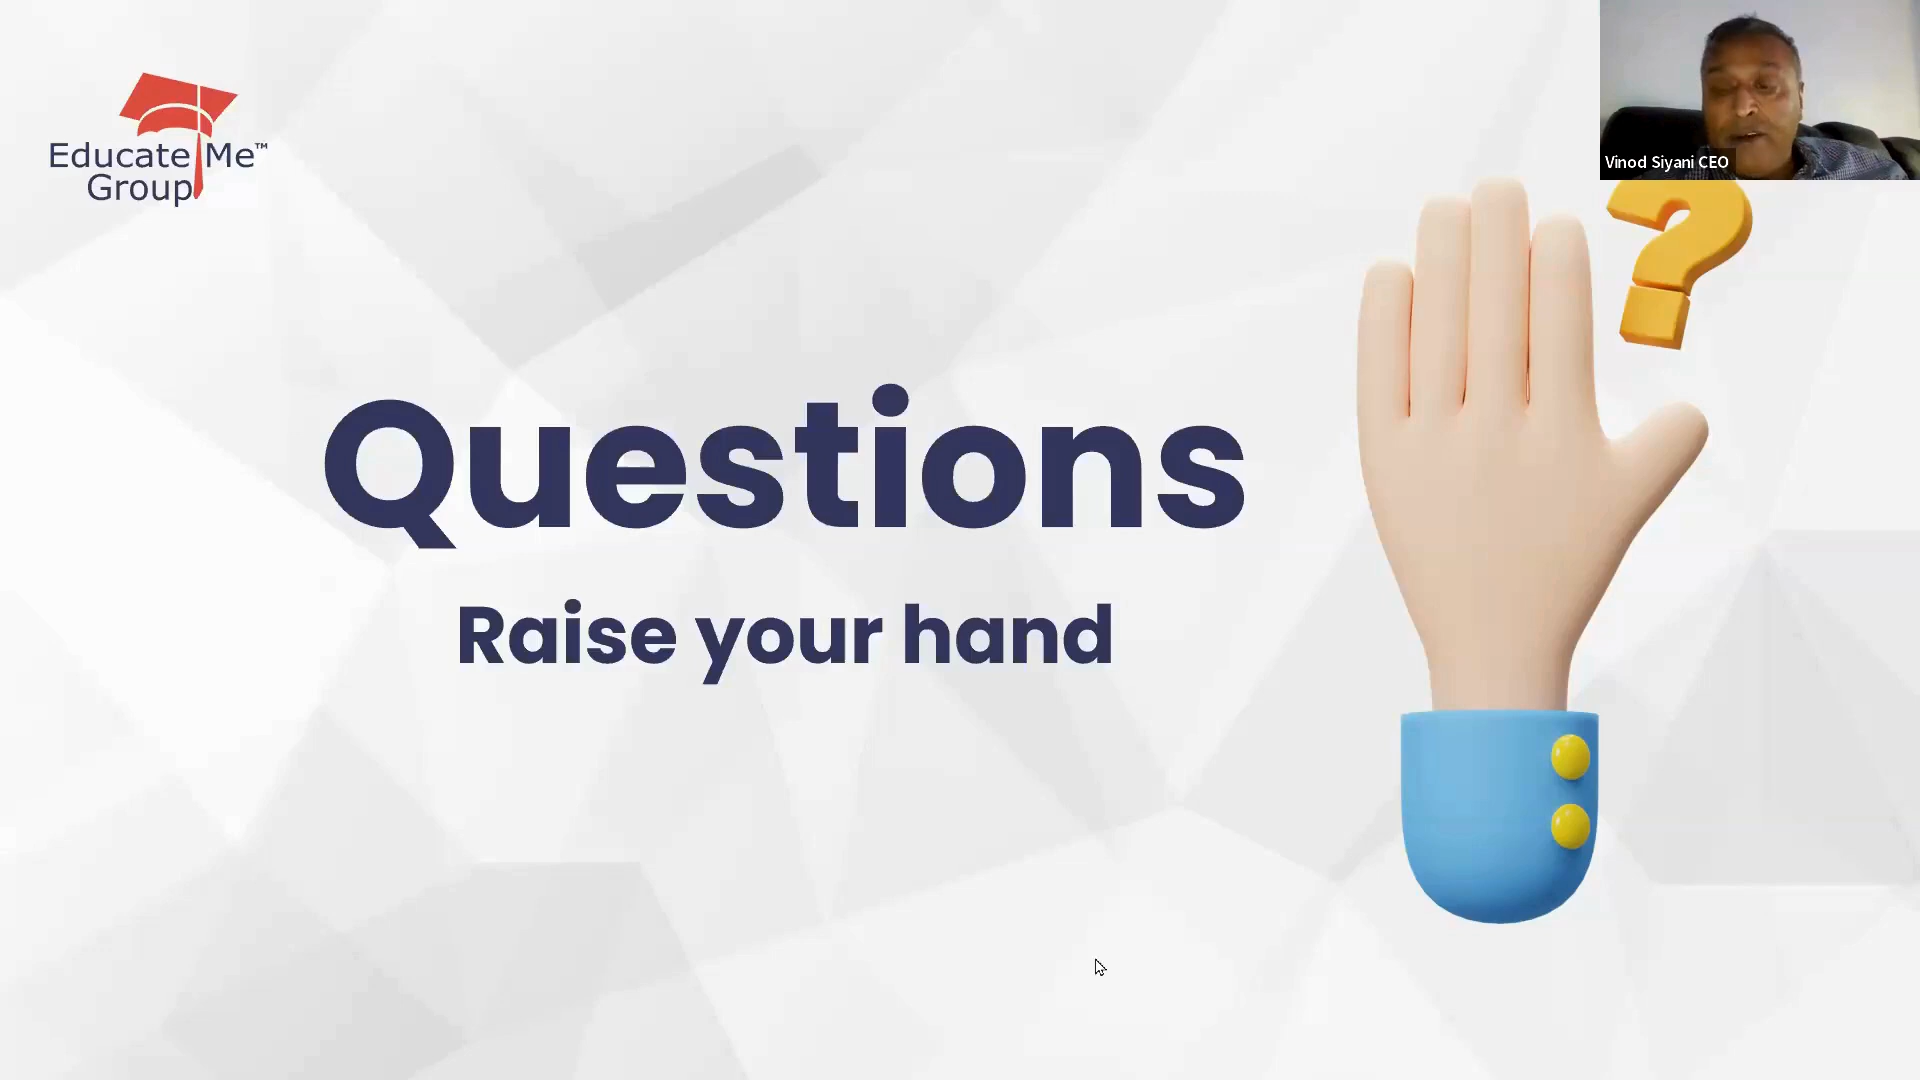 Educate Me™
Group
Vinod Siyani CEO
Questions
Raise your hand